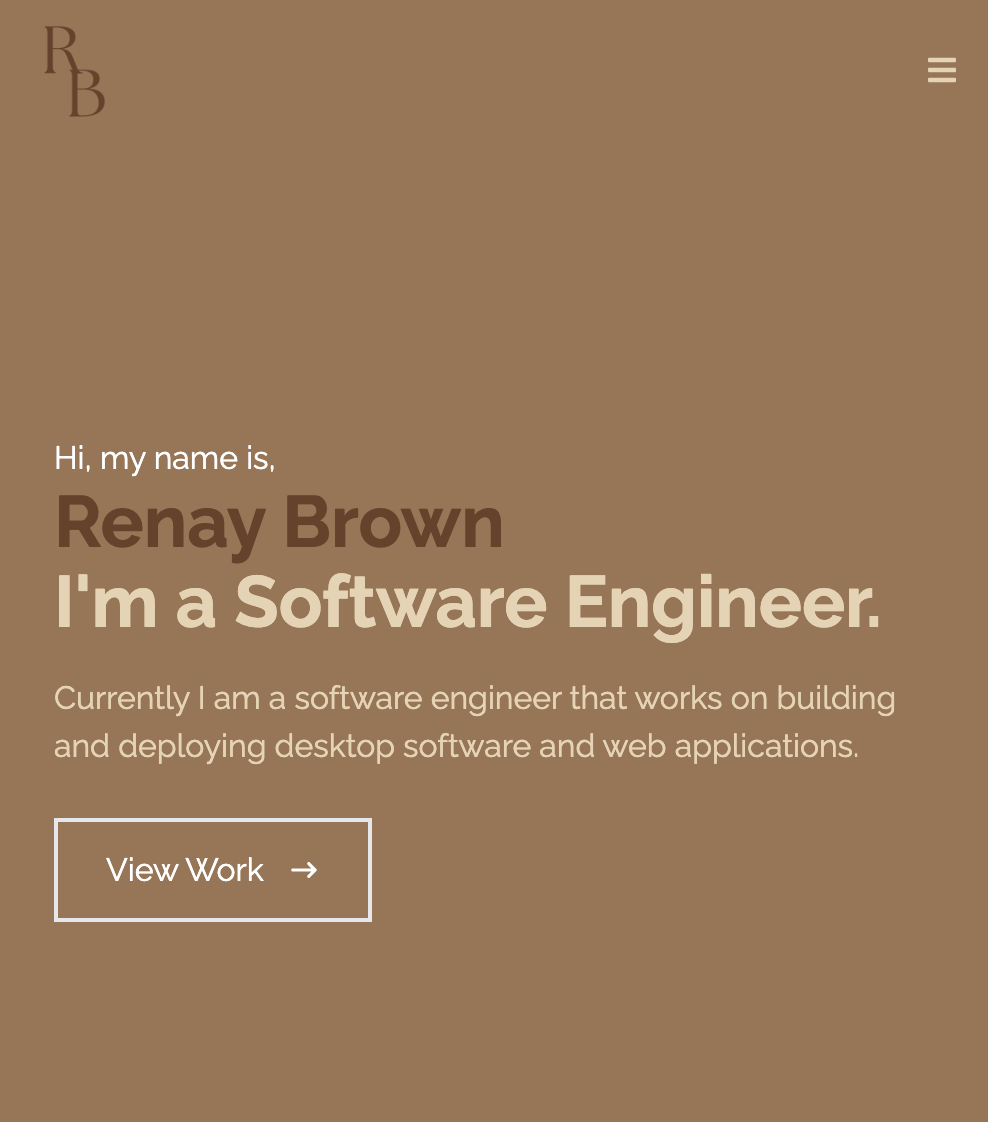 R
B
Hi, my name is,
Renay Brown
I'm a Software Engineer.
Currently I am a software engineer that works on building
and deploying desktop software and web applications.
View Work →